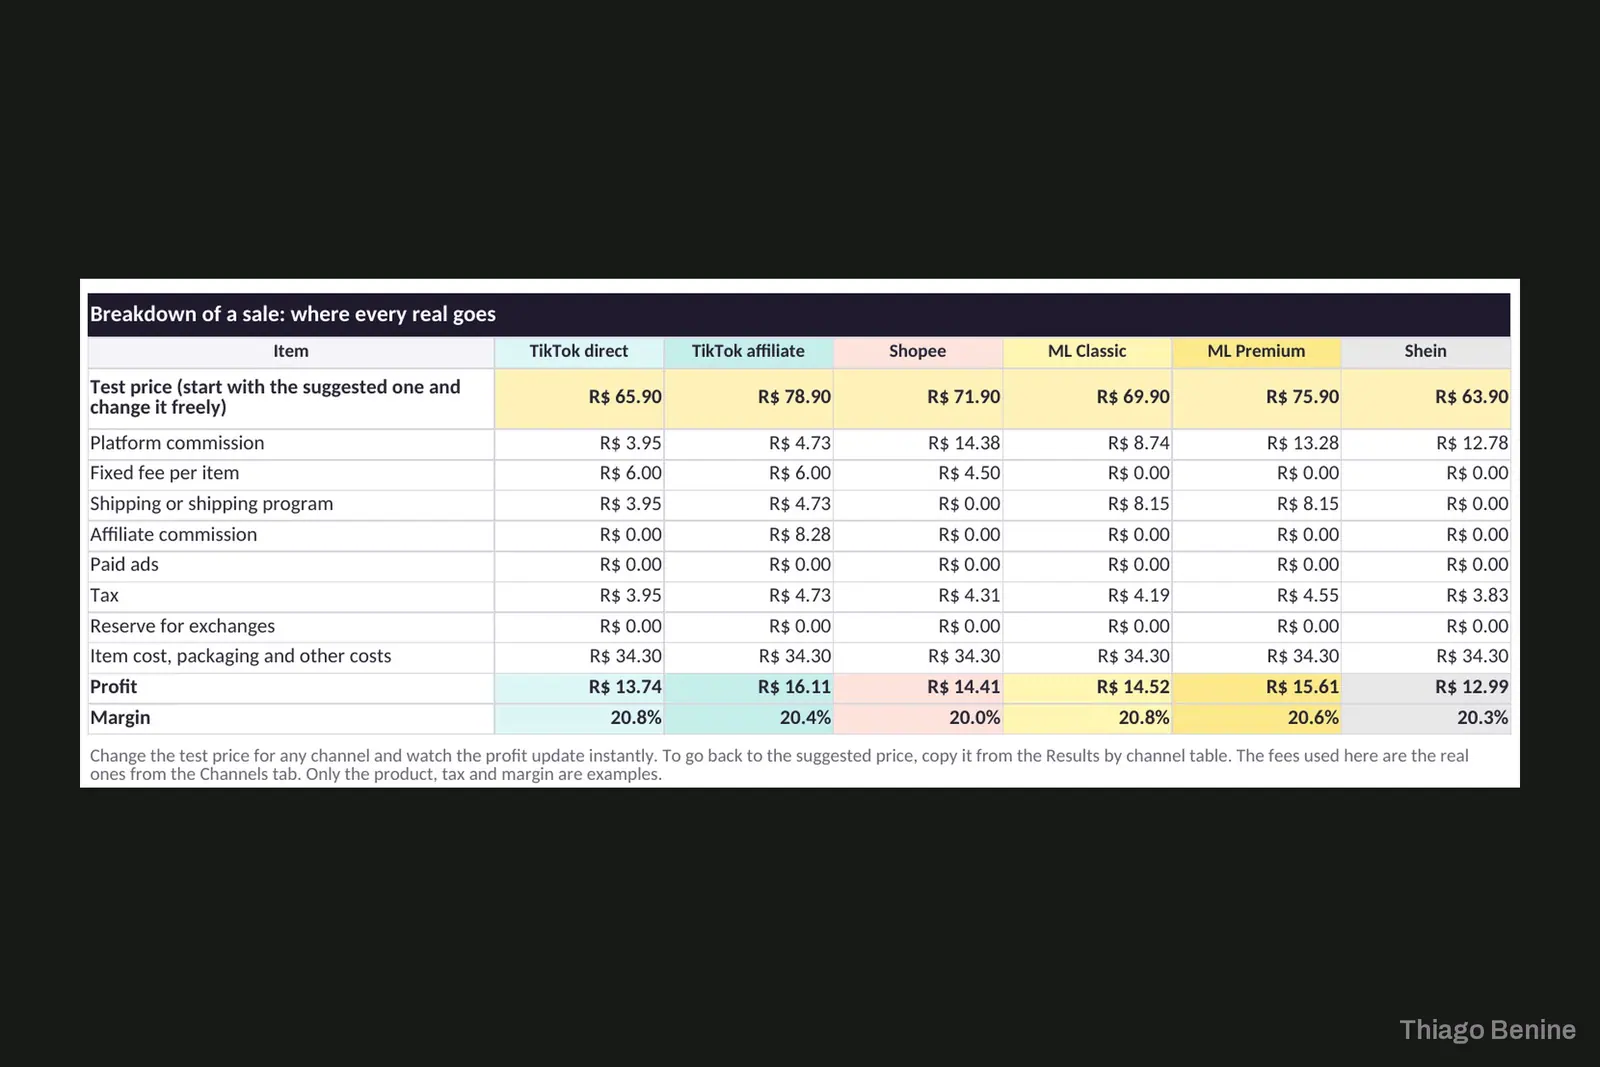 Breakdown of a sale: where every real goes
Item TikTok direct TikTok affiliate Shopee ML Classic ML Premium Shein
Test price (start with the suggested one and
change it freely) R$ 65.90 R$ 78.90 R$ 71.90 R$ 69.90 R$ 75.90 R$ 63.90
Platform commission R$ 3.95 R$ 4.73 R$ 14.38 R$ 8.74 R$ 13.28 R$ 12.78
Fixed fee per item R$ 6.00 R$ 6.00 R$ 4.50 R$ 0.00 R$ 0.00 R$ 0.00
Shipping or shipping program R$ 3.95 R$ 4.73 R$ 0.00 R$ 8.15 R$ 8.15 R$ 0.00
Affiliate commission R$ 0.00 R$ 8.28 R$ 0.00 R$ 0.00 R$ 0.00 R$ 0.00
Paid ads R$ 0.00 R$ 0.00 R$ 0.00 R$ 0.00 R$ 0.00 R$ 0.00
Tax R$ 3.95 R$ 4.73 R$ 4.31 R$ 4.19 R$ 4.55 R$ 3.83
Reserve for exchanges R$ 0.00 R$ 0.00 R$ 0.00 R$ 0.00 R$ 0.00 R$ 0.00
Item cost, packaging and other costs R$ 34.30 R$ 34.30 R$ 34.30 R$ 34.30 R$ 34.30 R$ 34.30
Profit R$ 13.74 R$ 16.11 R$ 14.41 R$ 14.52 R$ 15.61 R$ 12.99
Margin 20.8% 20.4% 20.0% 20.8% 20.6% 20.3%
Change the test price for any channel and watch the profit update instantly. To go back to the suggested price, copy it from the Results by channel table. The fees used here are the real
ones from the Channels tab. Only the product, tax and margin are examples.
Thiago Benine